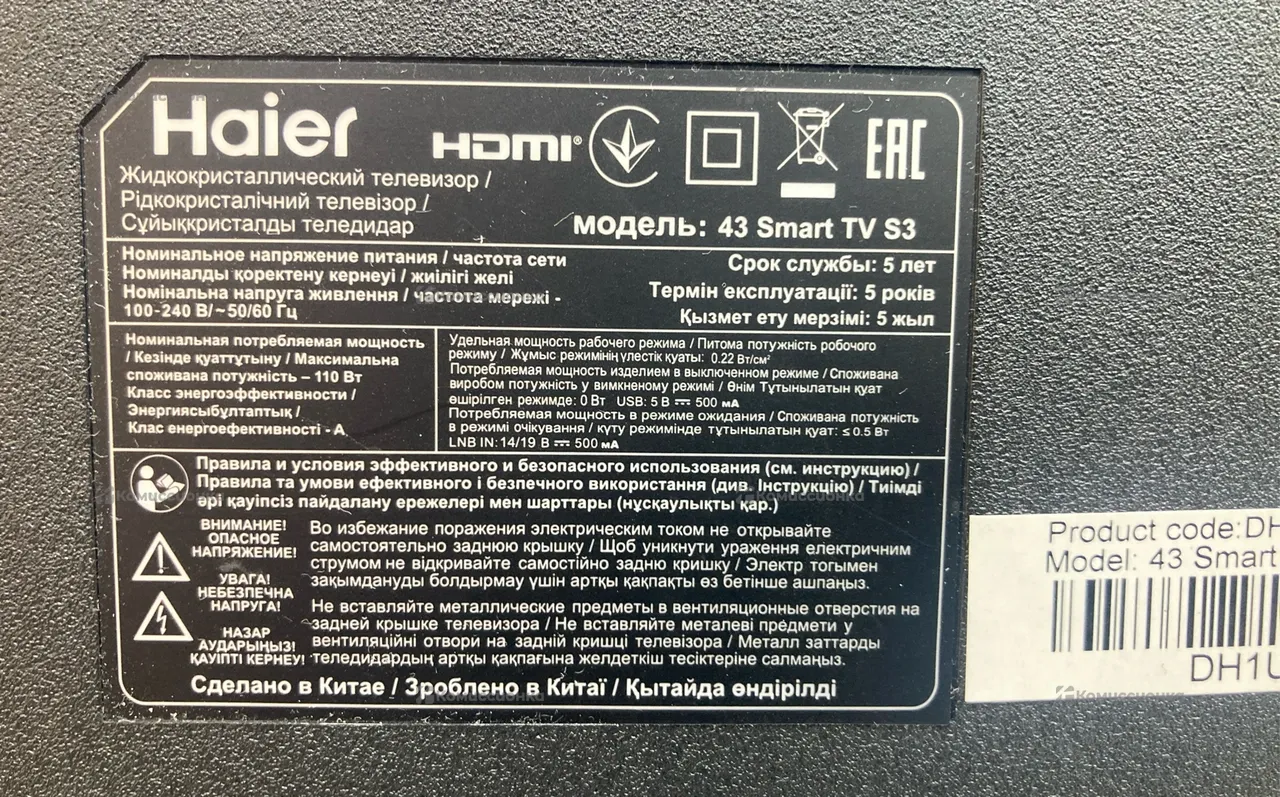 Haier
HDMI®
EAC
Жидкокристаллический телевизор /
Рідкокристалічний телевізор /
Сұйыққристалды теледидар
модель: 43 Smart TV S3
Номинальное напряжение питания / частота сети
Номиналды қоректену кернеуі / жиілігі желі
Номінальна напруга живлення / частота мережі -
100-240 В/~50/60 Гц
Срок службы: 5 лет
Термін експлуатації: 5 років
Қызмет ету мерзімі: 5 жыл
Номинальная потребляемая мощность
/ Кезінде қуаттутыну / Максимальна
споживана потужність – 110 Вт
Класс энергоэффективности /
Энергиясыбұлтаптық /
Клас енергоефективності - А
Удельная мощность рабочего режима / Питома потужність робочого
режиму / Жұмыс режимінің үлестік қуаты: 0.22 Вт/см²
Потребляемая мощность изделием в выключенном режиме / Споживана
виробом потужність у вимкненому режимі / Өнім Тұтынылатын қуат
өшірілген режимде: 0 Вт USB: 5 В ⎓ 500 мА
Потребляемая мощность в режиме ожидания / Споживана потужність
в режимі очікування / күту режимінде тұтынылатын қуат: ≤ 0.5 Вт
LNB IN: 14/19 В ⎓ 500 мА
Правила и условия эффективного и безопасного использования (см. инструкцию) /
Правила та умови ефективного і безпечного використання (див. Інструкцію) / Тиімді
әрі қауіпсіз пайдалану ережелері мен шарттары (нұсқаулықты қар.)
ВНИМАНИЕ!
ОПАСНОЕ
НАПРЯЖЕНИЕ!
УВАГА!
НЕБЕЗПЕЧНА
НАПРУГА!
НАЗАР
АУДАРЫҢЫЗ!
ҚАУІПТІ КЕРНЕУ!
Во избежание поражения электрическим током не открывайте
самостоятельно заднюю крышку / Щоб уникнути ураження електричним
струмом не відкривайте самостійно задню кришку / Электр тогымен
зақымдануды болдырмау үшін артқы қақпақты өз бетінше ашпаңыз.
Не вставляйте металлические предметы в вентиляционные отверстия на
задней крышке телевизора / Не вставляйте металеві предмети у
вентиляційні отвори на задній кришці телевізора / Металл заттарды
теледидардың артқы қақпағына желдеткіш тесіктеріне салмаңыз.
Сделано в Китае / Зроблено в Китаї / Қытайда өндірілді
Product code:DH
Model: 43 Smart
DH1U
Комиссионка
Комиссионка
Комиссионка
Комиссионка